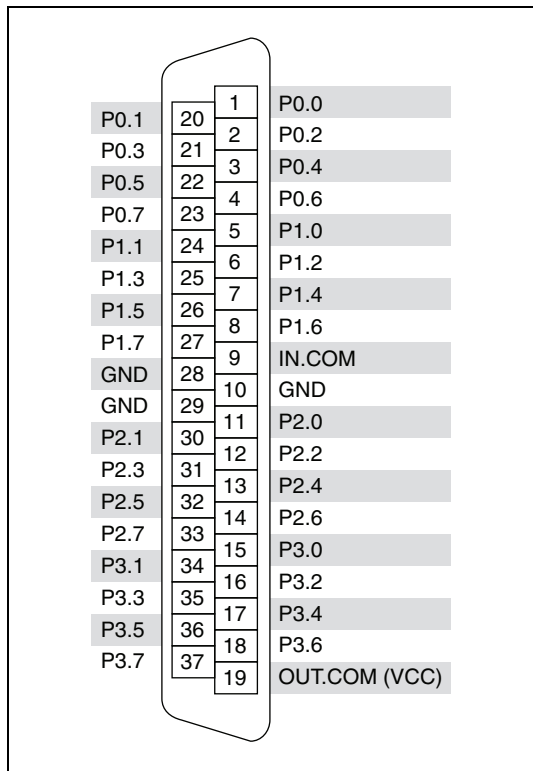 1 P0.0
P0.1 20
2 P0.2
P0.3 21
3 P0.4
P0.5 22
4 P0.6
P0.7 23
5 P1.0
P1.1 24
6 P1.2
P1.3 25
7 P1.4
P1.5 26
8 P1.6
P1.7 27
9 IN.COM
GND 28
10 GND
GND 29
11 P2.0
P2.1 30
12 P2.2
P2.3 31
13 P2.4
P2.5 32
14 P2.6
P2.7 33
15 P3.0
P3.1 34
16 P3.2
P3.3 35
17 P3.4
P3.5 36
18 P3.6
P3.7 37
19 OUT.COM (VCC)